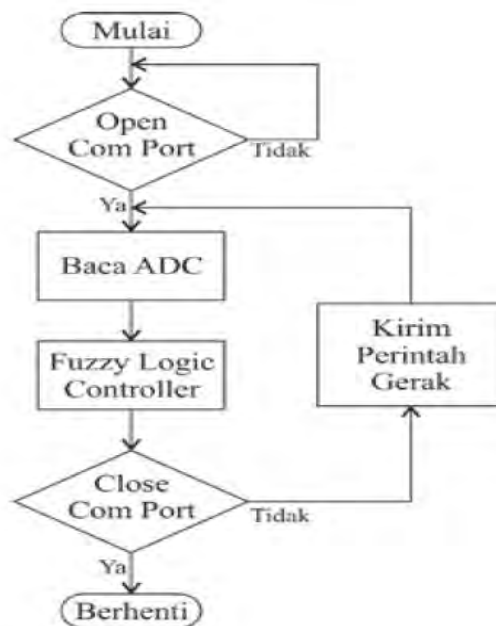 Mulai
Open
Com Port
Tidak
Ya
Baca ADC
Fuzzy Logic
Controller
Kirim
Perintah
Gerak
Close
Com Port
Tidak
Ya
Berhenti